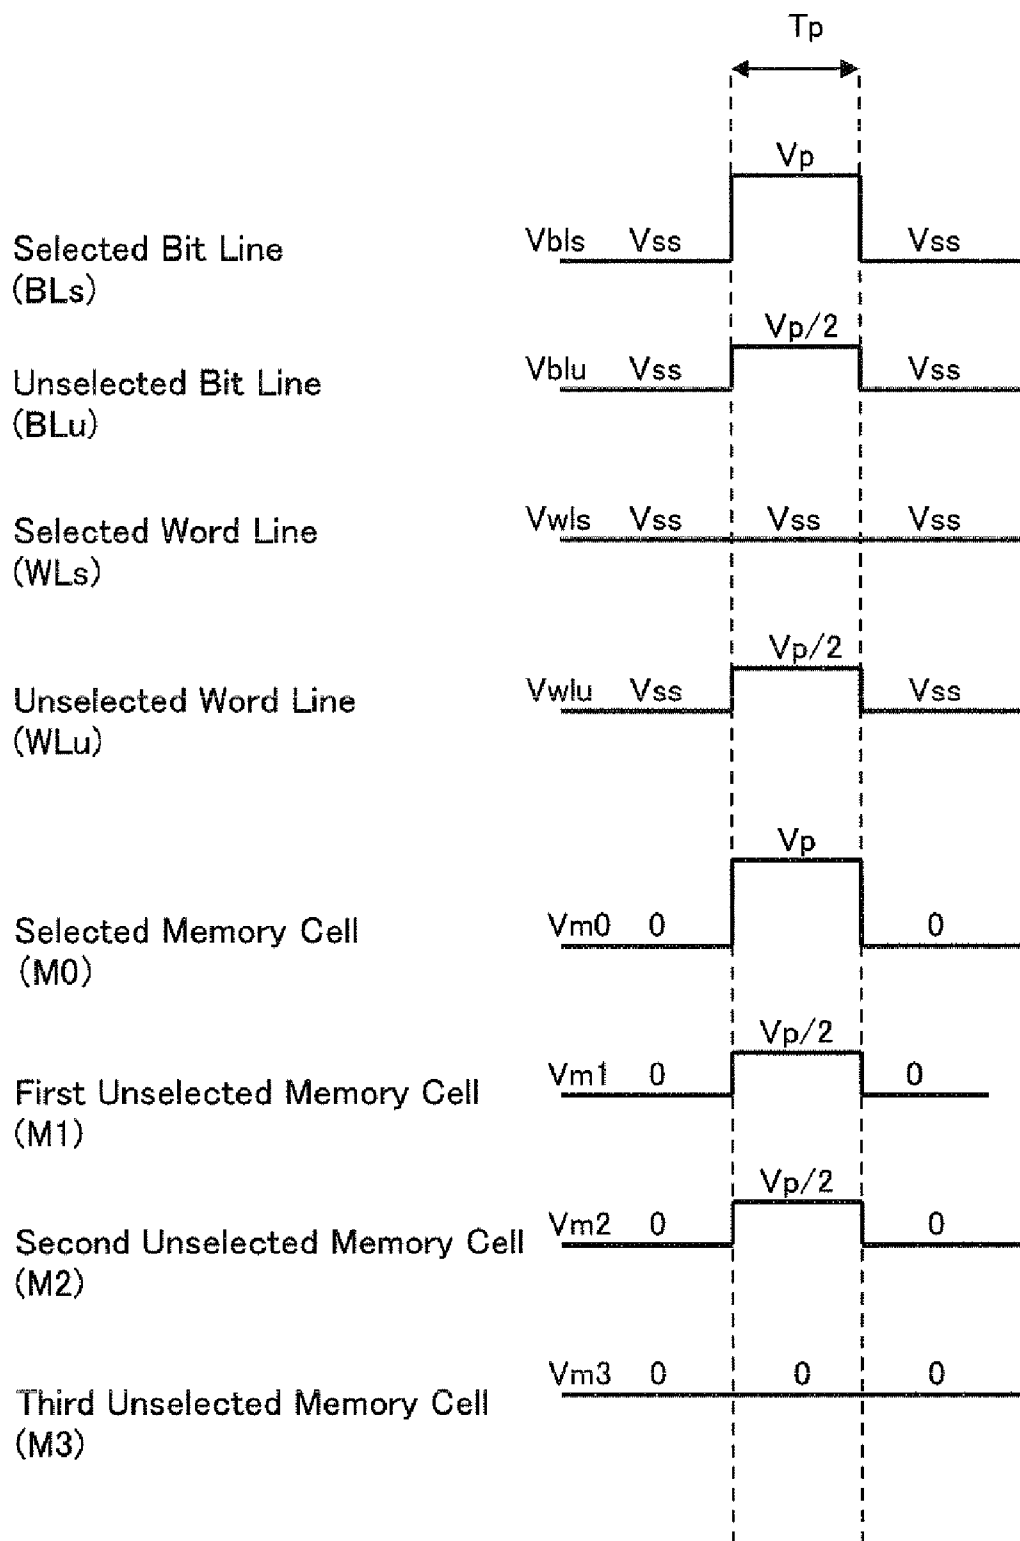 Tp
Vp
Selected Bit Line
(BLs)
Vbls Vss Vss
Vp/2
Unselected Bit Line
(BLu)
Vblu Vss Vss
Selected Word Line
(WLs)
Vwls Vss Vss Vss
Vp/2
Unselected Word Line
(WLu)
Vwlu Vss Vss
Vp
Selected Memory Cell
(M0)
Vm0 0 0
Vp/2
First Unselected Memory Cell
(M1)
Vm1 0 0
Vp/2
Second Unselected Memory Cell
(M2)
Vm2 0 0
Third Unselected Memory Cell
(M3)
Vm3 0 0 0